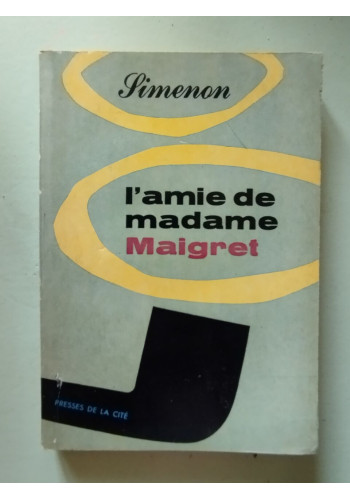 Simenon
l'amie de
madame
Maigret
PRESSES DE LA CITÉ